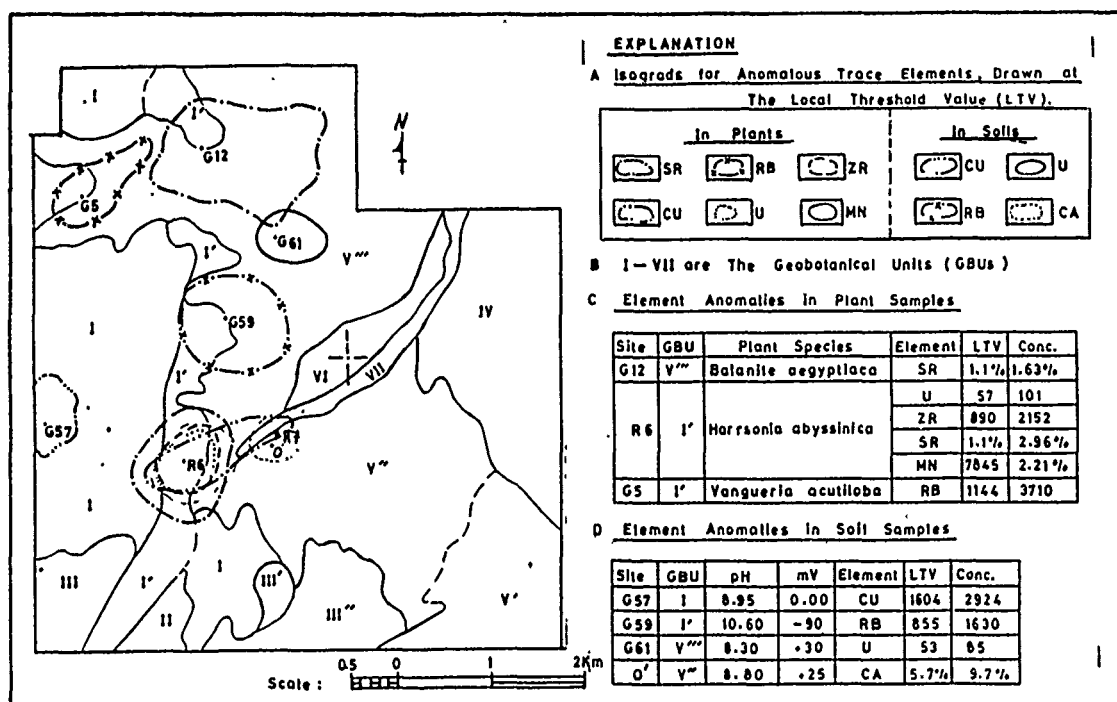 EXPLANATION
A Isograds for Anomalous Trace Elements, Drawn at
The Local Threshold Value (LTV).
In Plants
In Soils
SR RB ZR CU U
CU U MN RB CA
B I-VII are The Geobotanical Units (GBUs)
C Element Anomalies in Plant Samples
Site GBU Plant Species Element LTV Conc.
G12 V''' Balanite aegyptiaca SR 1.1% 1.63%
R6 I' Harrsonia abyssinica U 57 101
ZR 890 2152
SR 1.1% 2.96%
MN 7845 2.21%
G5 I' Vangueria acutiloba RB 1144 3710
D Element Anomalies in Soil Samples
Site GBU pH mV Element LTV Conc.
G57 I 8.95 0.00 CU 1604 2924
G59 I' 10.60 -90 RB 855 1630
G61 V''' 8.30 +30 U 53 85
O' V'' 8.80 +25 CA 5.7% 9.7%
N
I
I'
G12
G5
G61
I'
V'''
IV
I
G59
VI
VII
I'
G57
R7
O'
R6
V''
I
III
I'
I
III'
II
III''
V'
0.5 0 1 2Km
Scale :